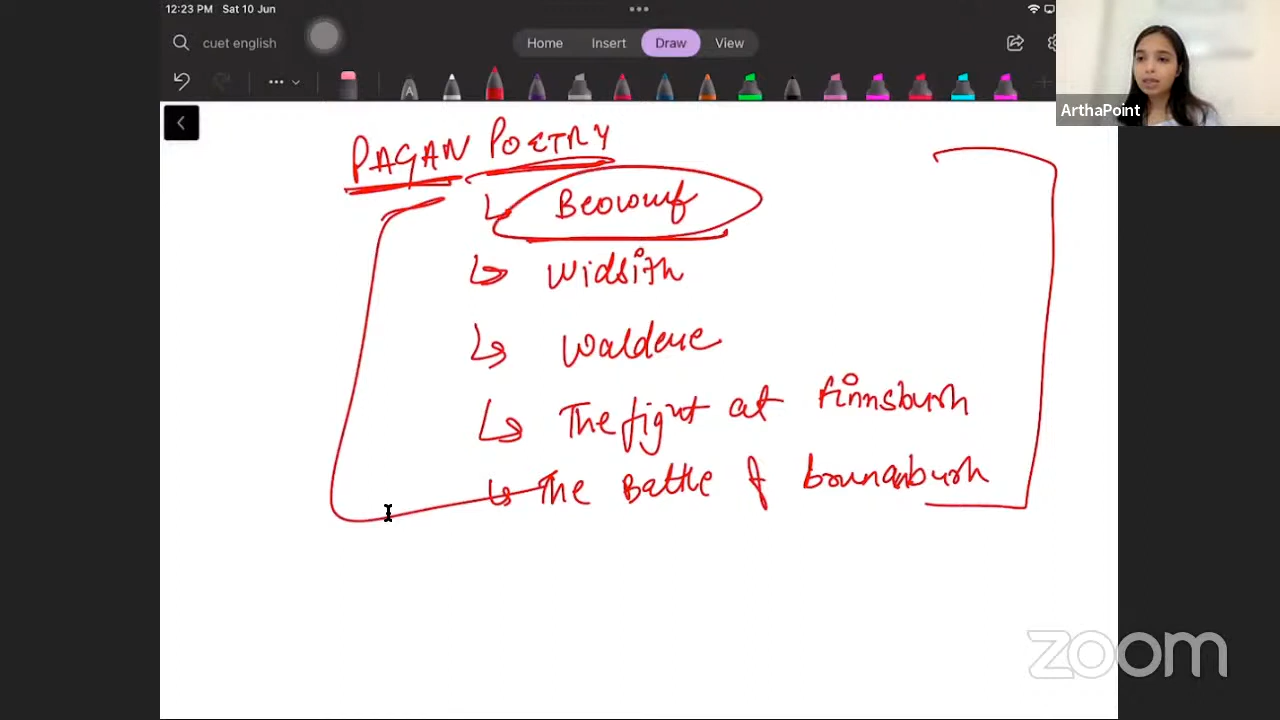 12:23 PM Sat 10 Jun
cuet english
Home Insert Draw View
ArthaPoint
PAGAN POETRY
Beowulf
Widsith
Waldere
The fight at finnsburh
The Battle of brunanburh
zoom